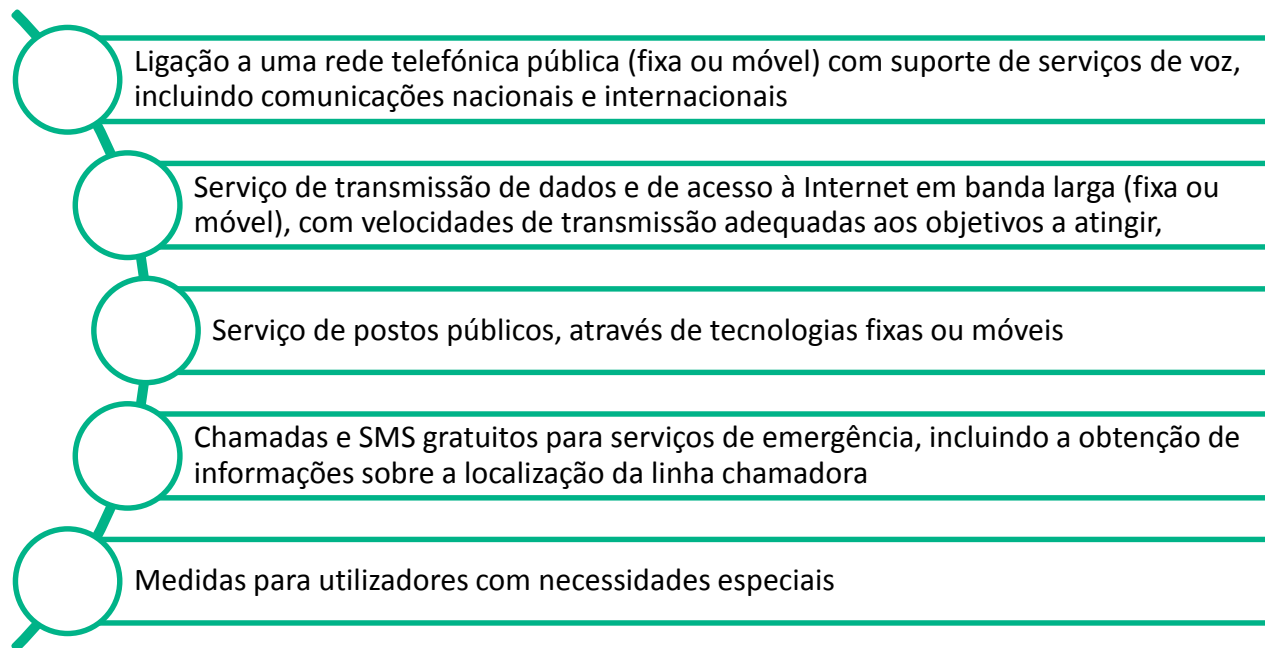 Ligação a uma rede telefónica pública (fixa ou móvel) com suporte de serviços de voz,
incluindo comunicações nacionais e internacionais
Serviço de transmissão de dados e de acesso à Internet em banda larga (fixa ou
móvel), com velocidades de transmissão adequadas aos objetivos a atingir,
Serviço de postos públicos, através de tecnologias fixas ou móveis
Chamadas e SMS gratuitos para serviços de emergência, incluindo a obtenção de
informações sobre a localização da linha chamadora
Medidas para utilizadores com necessidades especiais